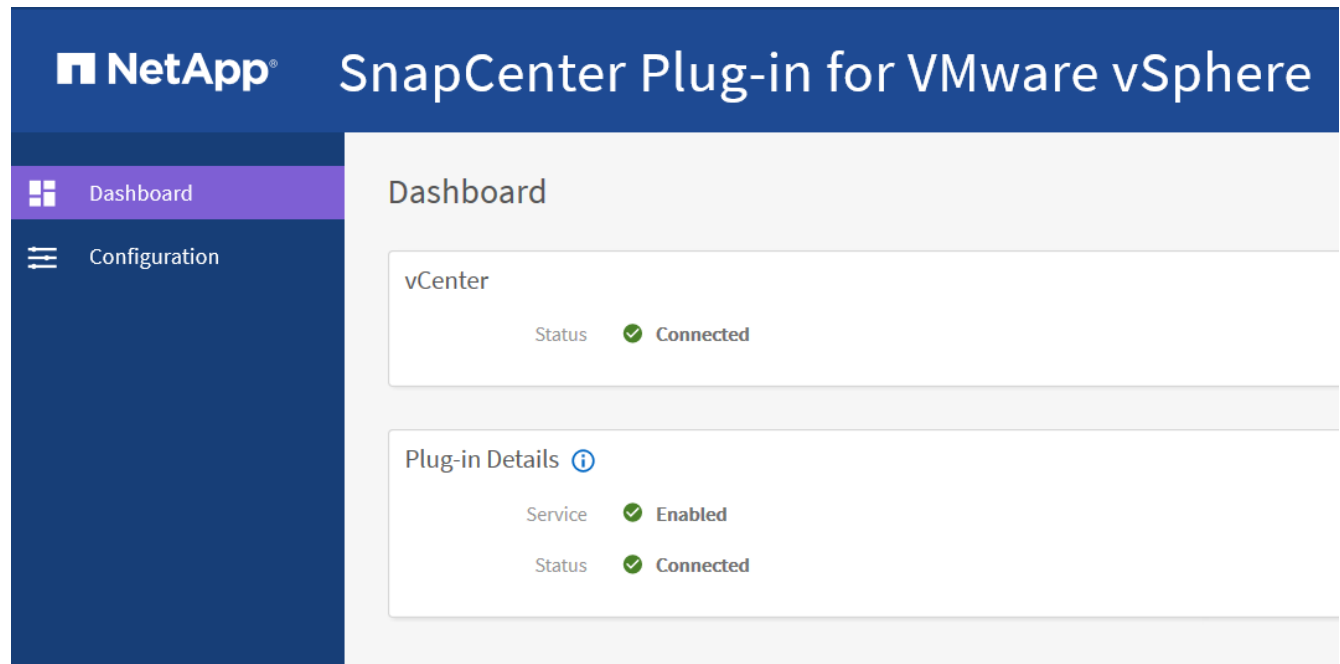 NetApp® SnapCenter Plug-in for VMware vSphere
Dashboard
Configuration
Dashboard
vCenter
Status Connected
Plug-in Details
Service Enabled
Status Connected